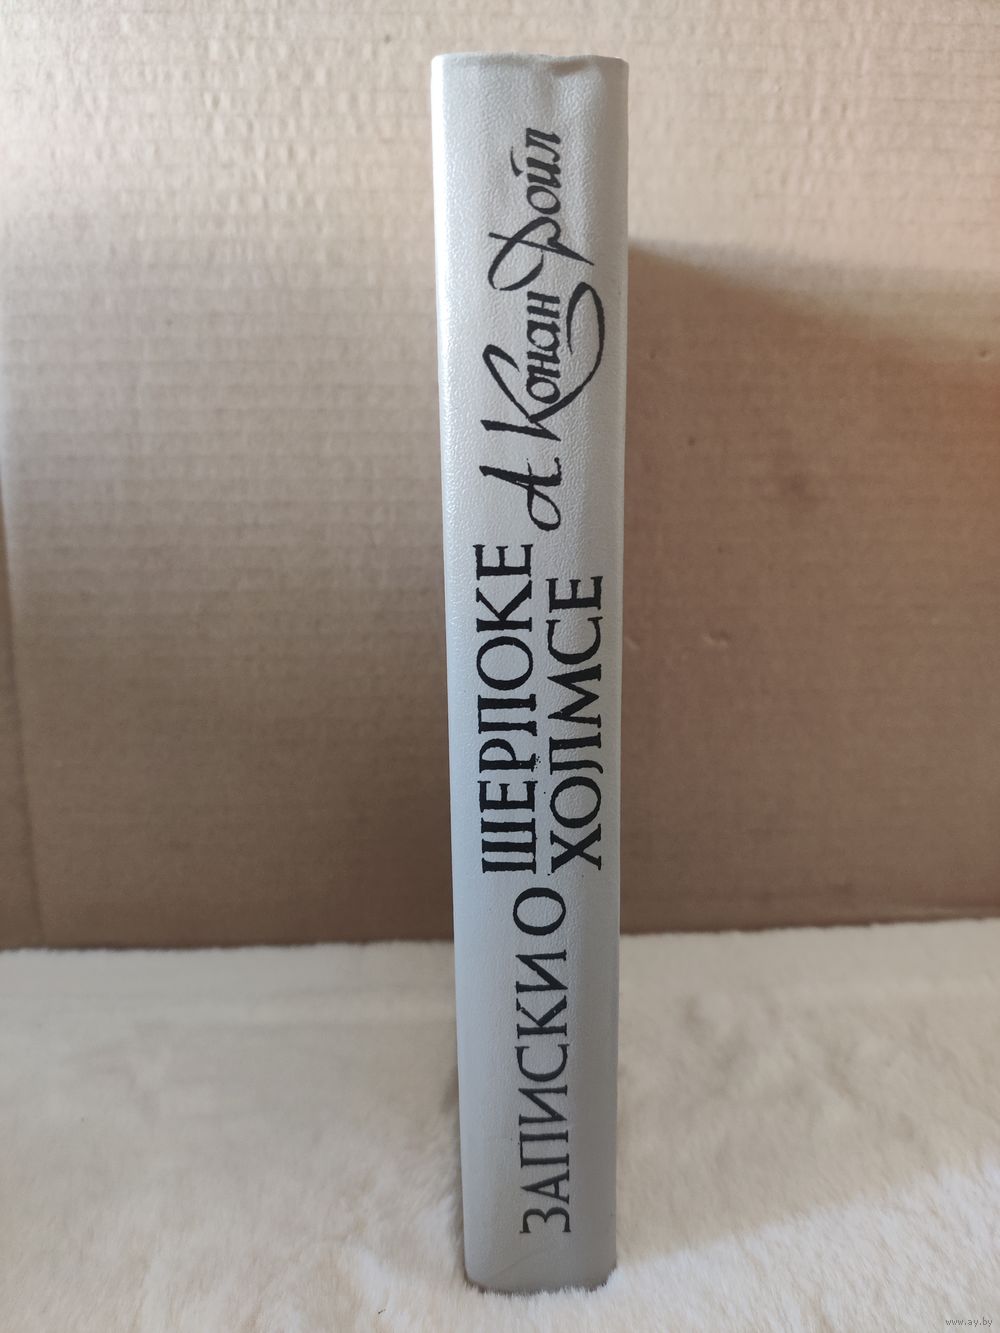 ЗАПИСКИ О
ШЕРЛОКЕ
ХОЛМСЕ
А. Конан Дойл
www.ay.by